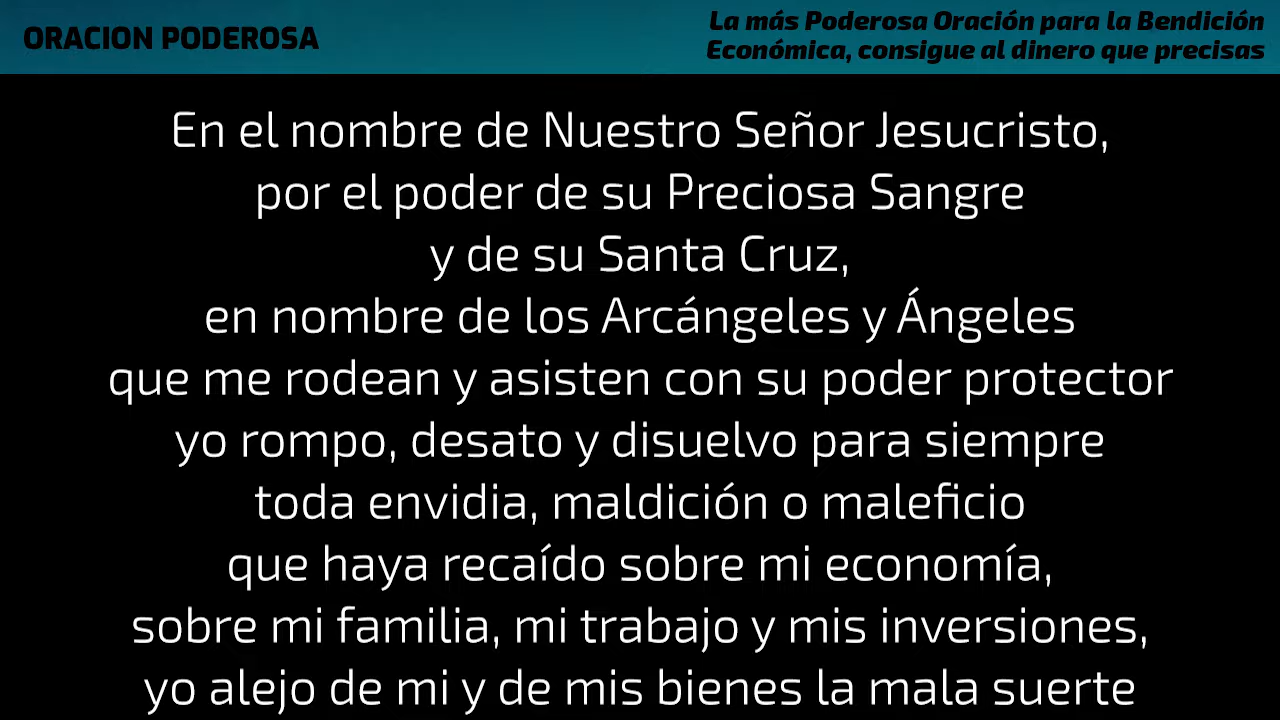 ORACION PODEROSA
La más Poderosa Oración para la Bendición
Económica, consigue al dinero que precisas
En el nombre de Nuestro Señor Jesucristo,
por el poder de su Preciosa Sangre
y de su Santa Cruz,
en nombre de los Arcángeles y Ángeles
que me rodean y asisten con su poder protector
yo rompo, desato y disuelvo para siempre
toda envidia, maldición o maleficio
que haya recaído sobre mi economía,
sobre mi familia, mi trabajo y mis inversiones,
yo alejo de mi y de mis bienes la mala suerte